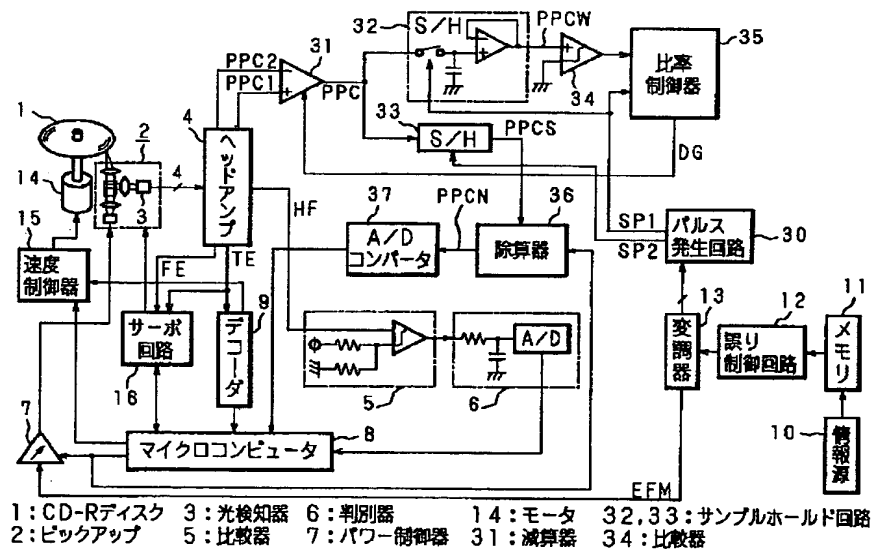 32 S/H PPCW
35
PPC2 31
PPC1 PPC
比率
制御器
34
4 33
S/H PPCS
1 2
ヘッドアンプ
DG
14 4
3 HF 37 PPCN 36
15
A/D
コンパータ
除算器
SP1
SP2
パルス
発生回路
30
速度
制御器
FE TE
サーボ
回路
16
デコーダ
9
A/D
5 6
13
変調器
12
誤り
制御回路
11
メモリ
7
マイクロコンピュータ
8
10
情報源
EFM
1:CD-Rディスク 3:光検知器 6:判別器 14:モータ 32,33:サンプルホールド回路
2:ピックアップ 5:比較器 7:パワー制御器 31:減算器 34:比較器